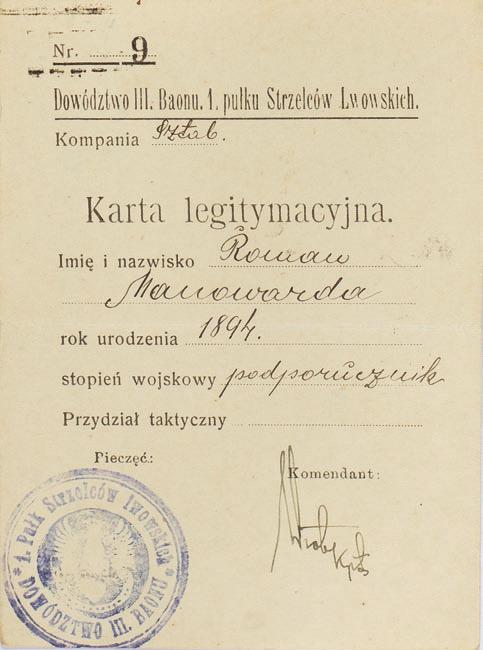 Nr. 9
Dowództwo III. Baonu. 1. pułku Strzelców Lwowskich.
Kompania Sztab.
Karta legitymacyjna.
Imię i nazwisko Roman
Manowarda
rok urodzenia 1894.
stopień wojskowy podporucznik
Przydział taktyczny
Pieczęć:
Komendant:
* 1. Pułk Strzelców lwowskich *
DOWÓDZTWO III. BAONU